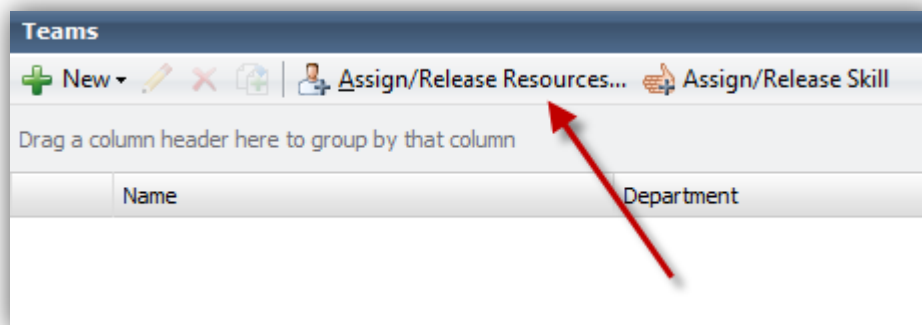 Teams
New Assign/Release Resources... Assign/Release Skill
Drag a column header here to group by that column
Name Department